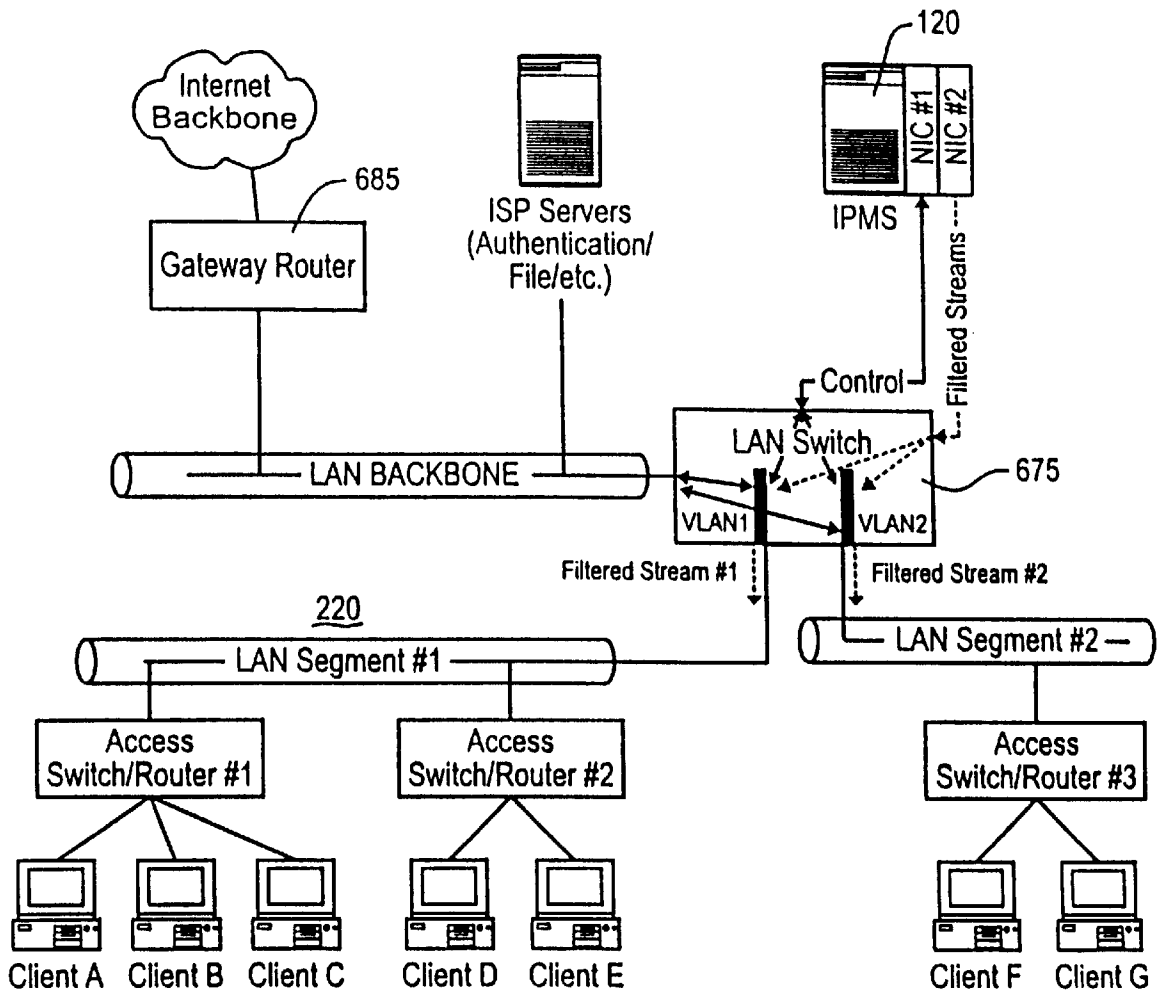 120
Internet
Backbone
NIC #1
NIC #2
685
ISP Servers
(Authentication/
File/etc.)
IPMS
Gateway Router
Filtered Streams
Control
LAN Switch
LAN BACKBONE
675
VLAN1
VLAN2
Filtered Stream #1
Filtered Stream #2
220
LAN Segment #1
LAN Segment #2
Access
Switch/Router #1
Access
Switch/Router #2
Access
Switch/Router #3
Client A
Client B
Client C
Client D
Client E
Client F
Client G